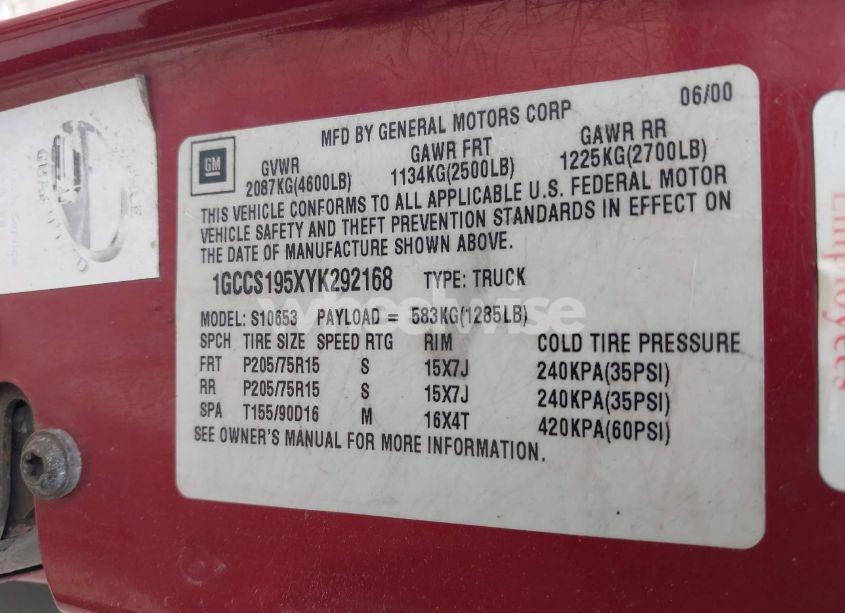 06/00
MFD BY GENERAL MOTORS CORP
GM
GVWR GAWR FRT GAWR RR
2087KG(4600LB) 1134KG(2500LB) 1225KG(2700LB)
THIS VEHICLE CONFORMS TO ALL APPLICABLE U.S. FEDERAL MOTOR
VEHICLE SAFETY AND THEFT PREVENTION STANDARDS IN EFFECT ON
THE DATE OF MANUFACTURE SHOWN ABOVE.
1GCCS195XYK292168 TYPE: TRUCK
MODEL: S10653 PAYLOAD = 583KG(1285LB)
SPCH TIRE SIZE SPEED RTG RIM COLD TIRE PRESSURE
FRT P205/75R15 S 15X7J 240KPA(35PSI)
RR P205/75R15 S 15X7J 240KPA(35PSI)
SPA T155/90D16 M 16X4T 420KPA(60PSI)
SEE OWNER'S MANUAL FOR MORE INFORMATION.
wheelwise
Employees